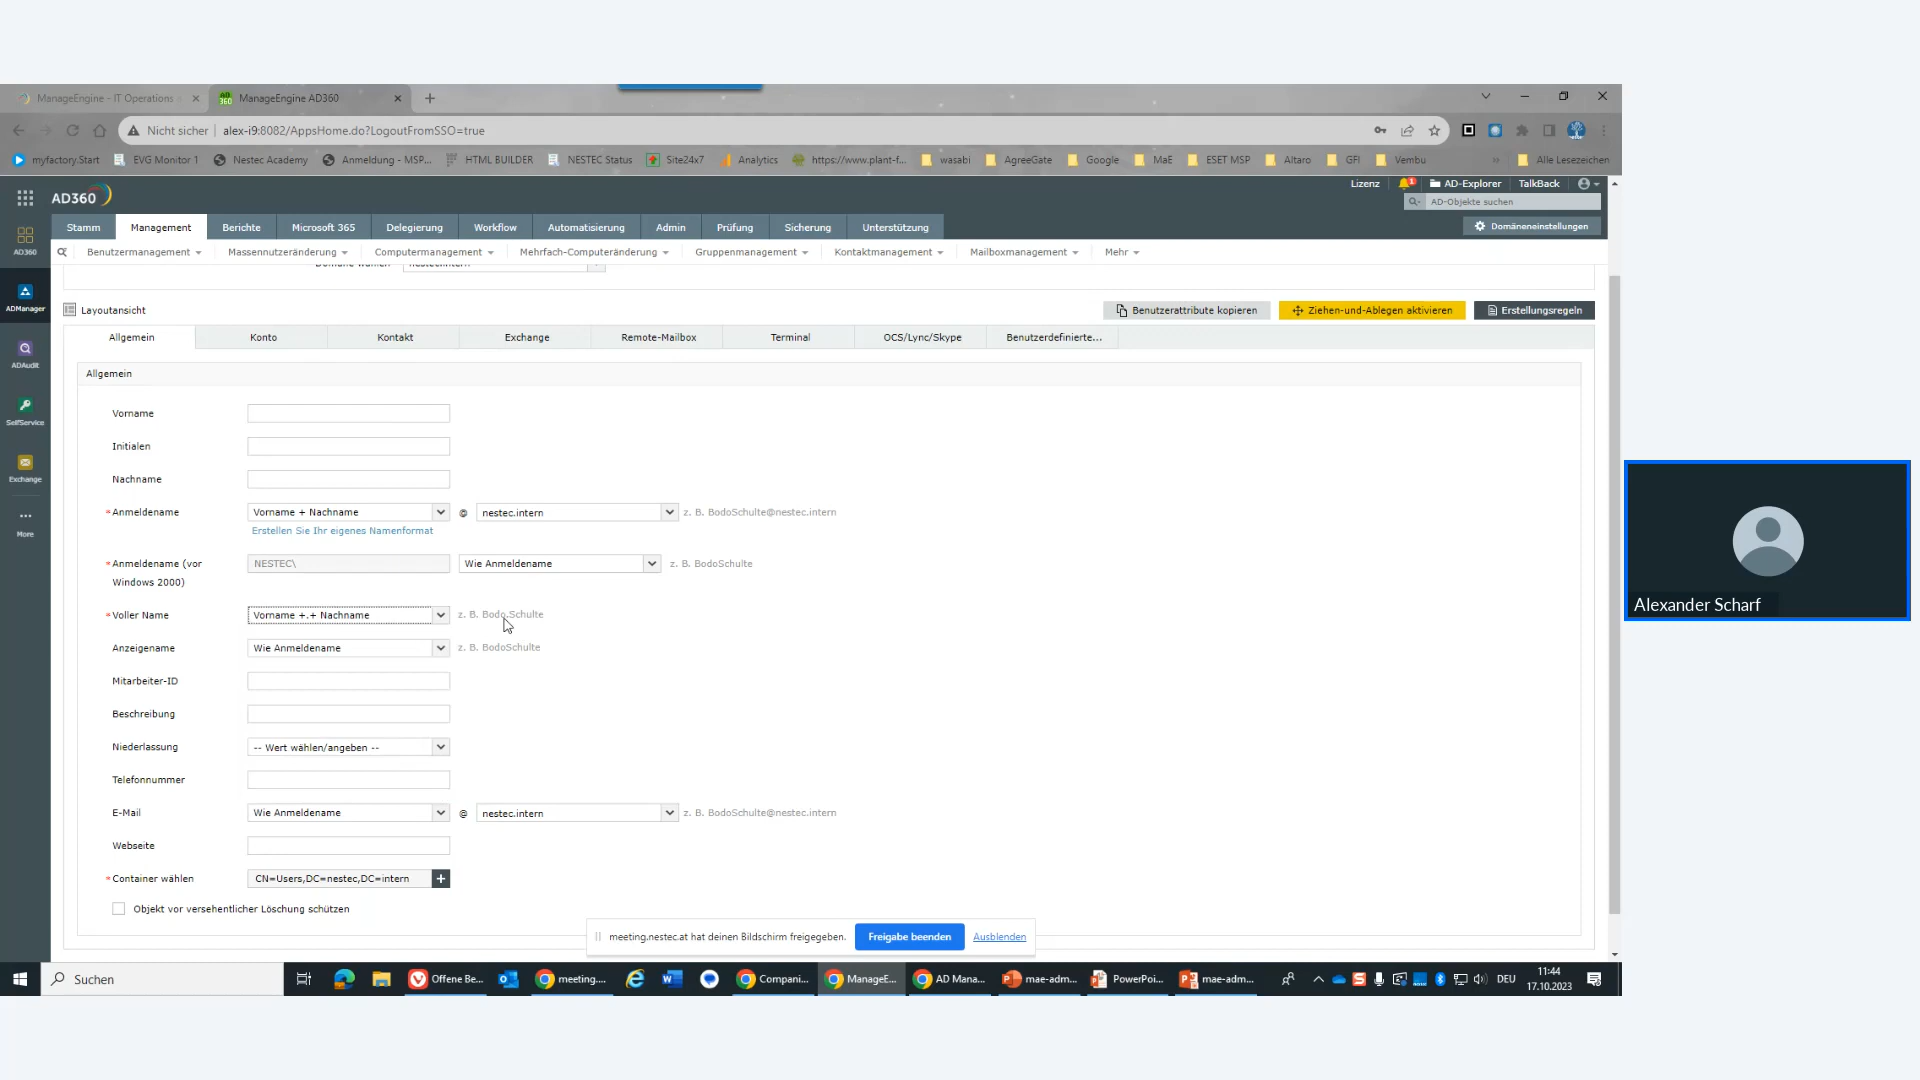 ManageEngine - IT Operations
ManageEngine AD360
Nicht sicher
alex-i9:8082/AppsHome.do?LogoutFromSSO=true
myfactory.Start
EVG Monitor 1
Nestec Academy
Anmeldung - MSP...
HTML BUILDER
NESTEC Status
Site24x7
Analytics
https://www.plant-f...
wasabi
AgreeGate
Google
MaE
ESET MSP
Altaro
GFI
Vembu
»
Alle Lesezeichen
AD360
Lizenz
1
AD-Explorer
TalkBack
AD-Objekte suchen
Stamm
Management
Berichte
Microsoft 365
Delegierung
Workflow
Automatisierung
Admin
Prüfung
Sicherung
Unterstützung
Domäneneinstellungen
Benutzermanagement
Massennutzeränderung
Computermanagement
Mehrfach-Computeränderung
Gruppenmanagement
Kontaktmanagement
Mailboxmanagement
Mehr
AD360
ADManager
ADAudit
SelfService
Exchange
More
Domäne wählen
nestec.intern
Layoutansicht
Benutzerattribute kopieren
Ziehen-und-Ablegen aktivieren
Erstellungsregeln
Allgemein
Konto
Kontakt
Exchange
Remote-Mailbox
Terminal
OCS/Lync/Skype
Benutzerdefinierte...
Allgemein
Vorname
Initialen
Nachname
*Anmeldename Vorname + Nachname @ nestec.intern z. B. BodoSchulte@nestec.intern
Erstellen Sie Ihr eigenes Namenformat
*Anmeldename (vor NESTEC\ Wie Anmeldename z. B. BodoSchulte
Windows 2000)
*Voller Name Vorname +.+ Nachname z. B. Bodo.Schulte
Anzeigename Wie Anmeldename z. B. BodoSchulte
Mitarbeiter-ID
Beschreibung
Niederlassung -- Wert wählen/angeben --
Telefonnummer
E-Mail Wie Anmeldename @ nestec.intern z. B. BodoSchulte@nestec.intern
Webseite
*Container wählen CN=Users,DC=nestec,DC=intern
Objekt vor versehentlicher Löschung schützen
meeting.nestec.at hat deinen Bildschirm freigegeben.
Freigabe beenden
Ausblenden
Alexander Scharf
Suchen
Offene Be...
meeting....
Compani...
ManageE...
AD Mana...
mae-adm...
PowerPoi...
mae-adm...
DEU
11:44
17.10.2023